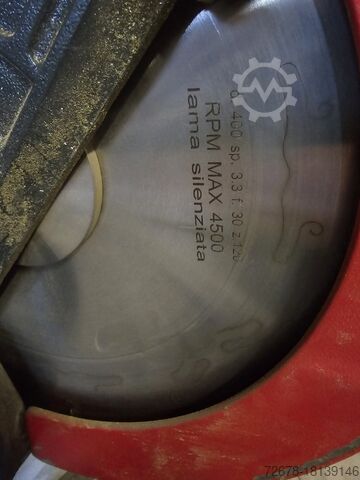 400 sp. 3.3 f. 30 z.120
RPM MAX 4500
lama silenziata
72678-18139146